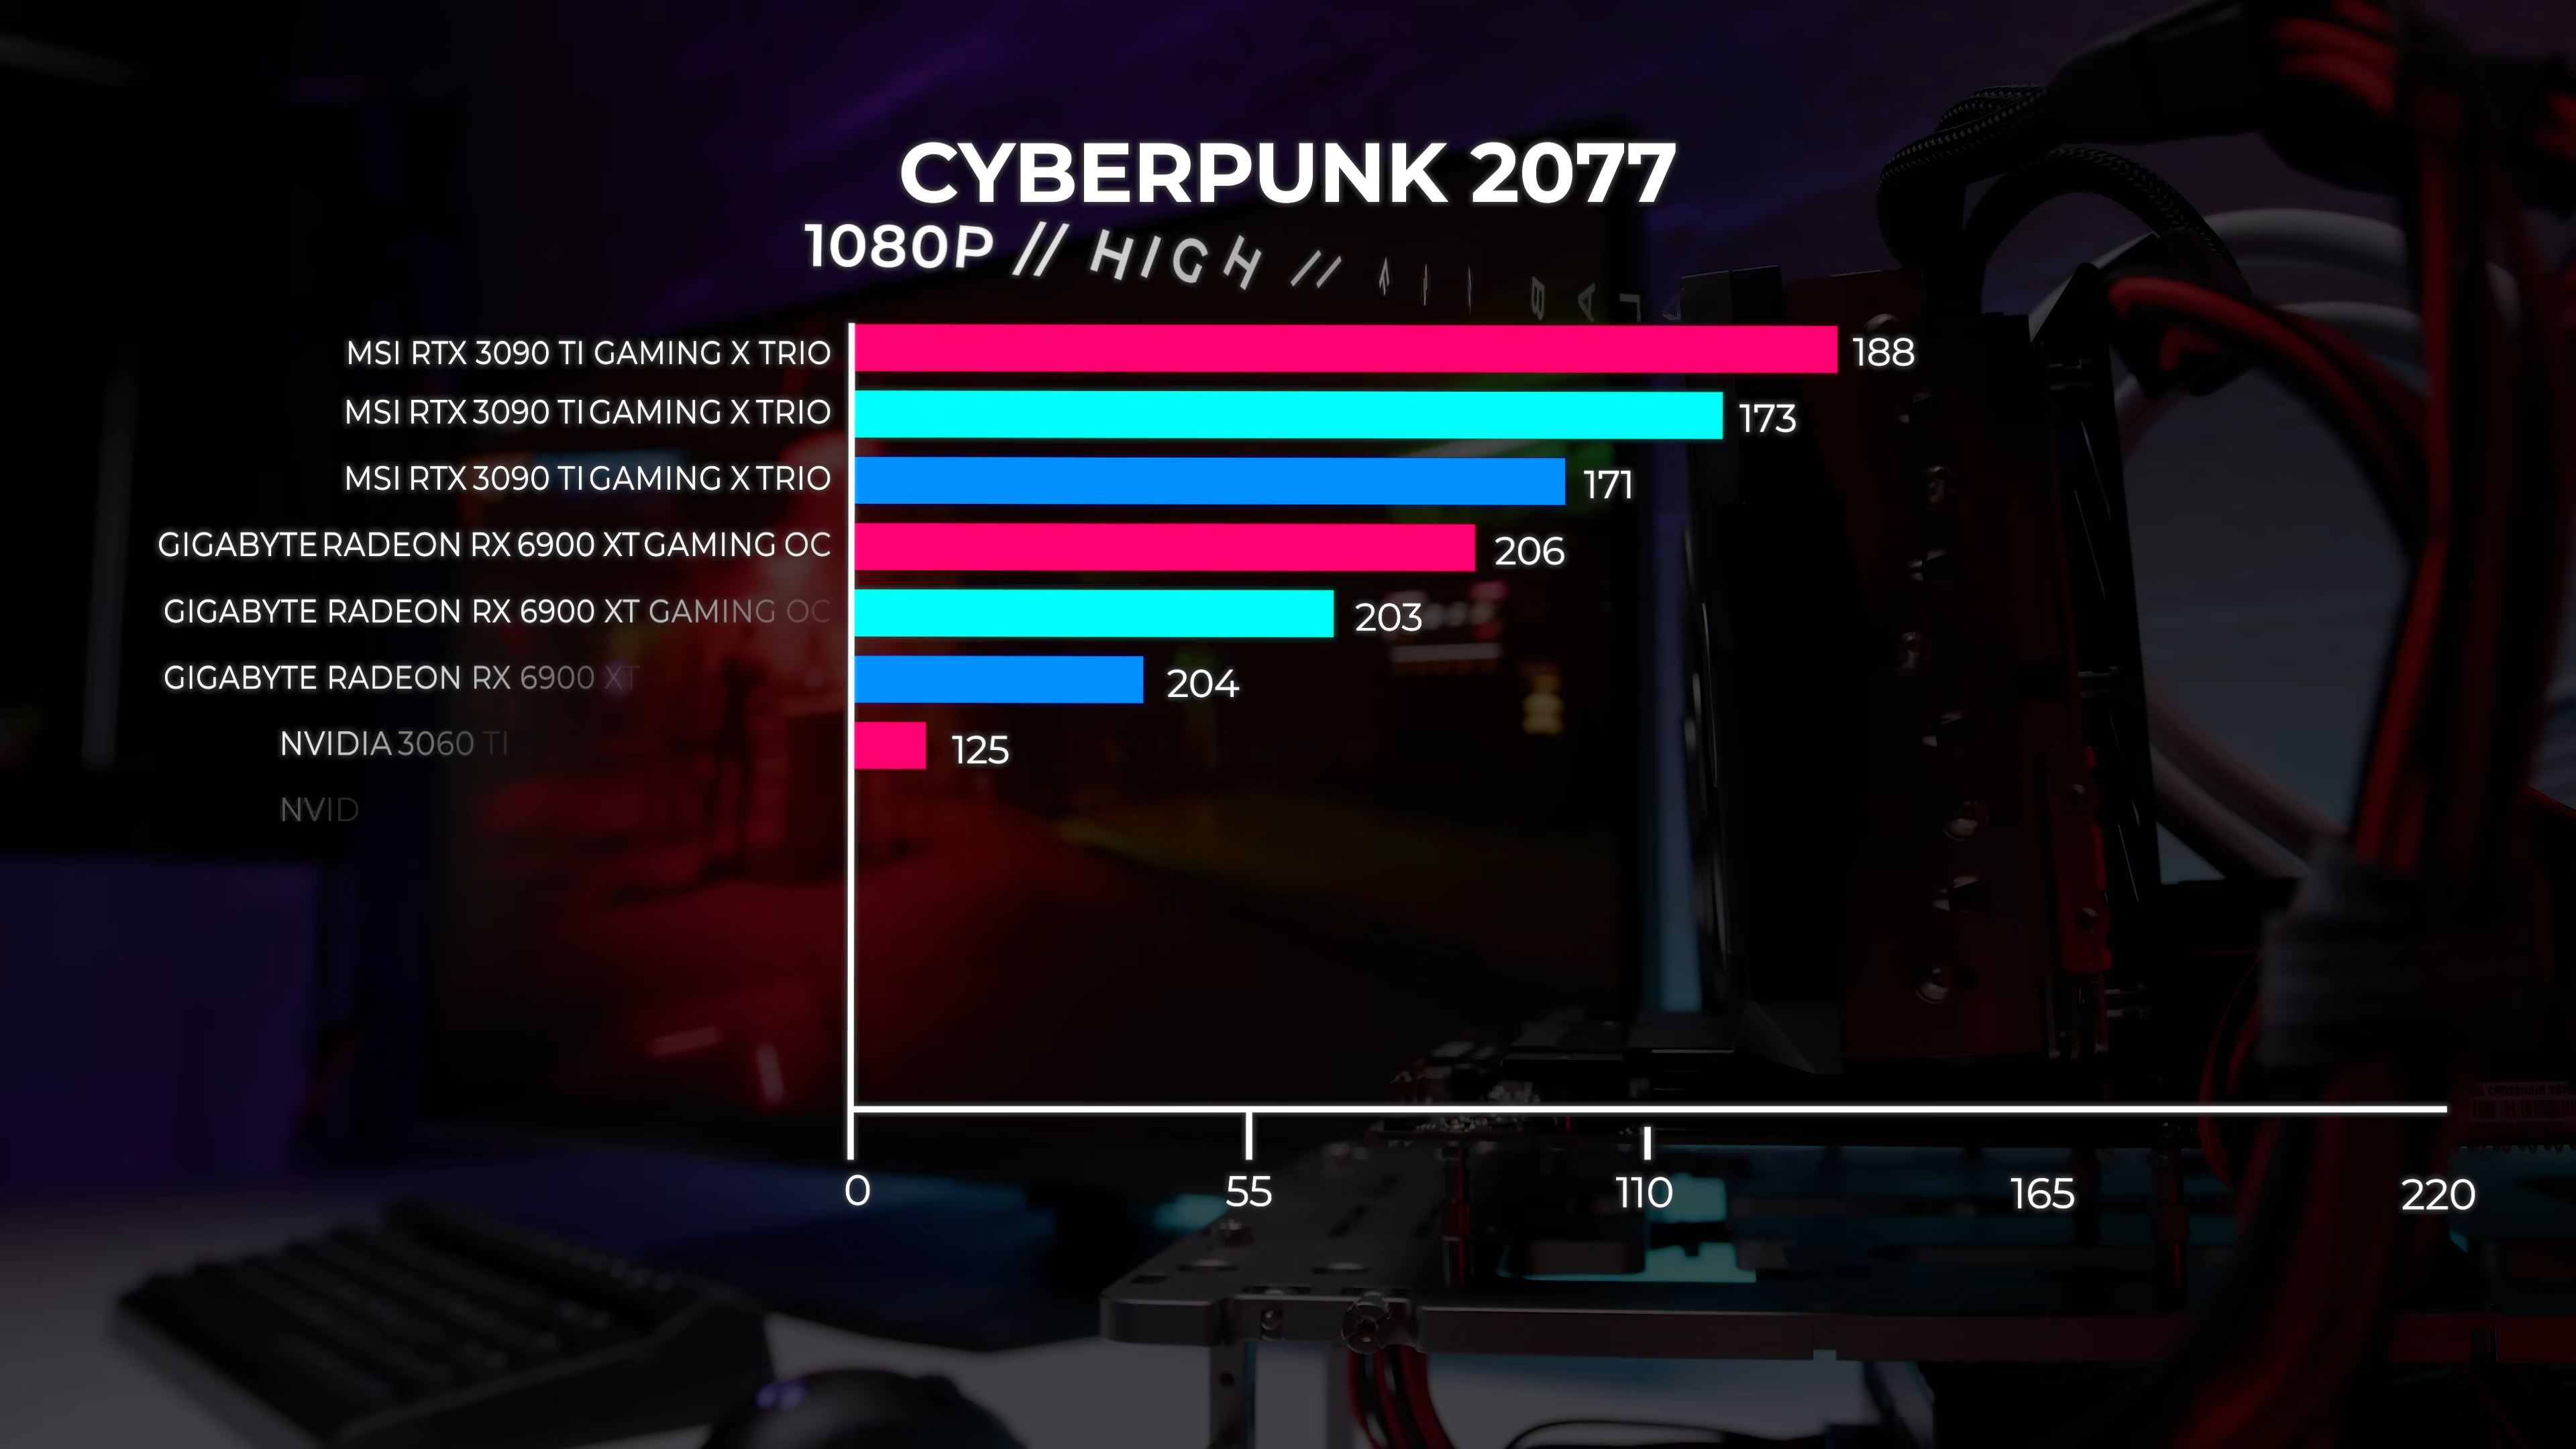 CYBERPUNK 2077
1080P // HIGH //
MSI RTX 3090 TI GAMING X TRIO 188
MSI RTX 3090 TI GAMING X TRIO 173
MSI RTX 3090 TI GAMING X TRIO 171
GIGABYTE RADEON RX 6900 XT GAMING OC 206
GIGABYTE RADEON RX 6900 XT GAMING OC 203
GIGABYTE RADEON RX 6900 XT 204
NVIDIA 3060 TI 125
NVID
0 55 110 165 220